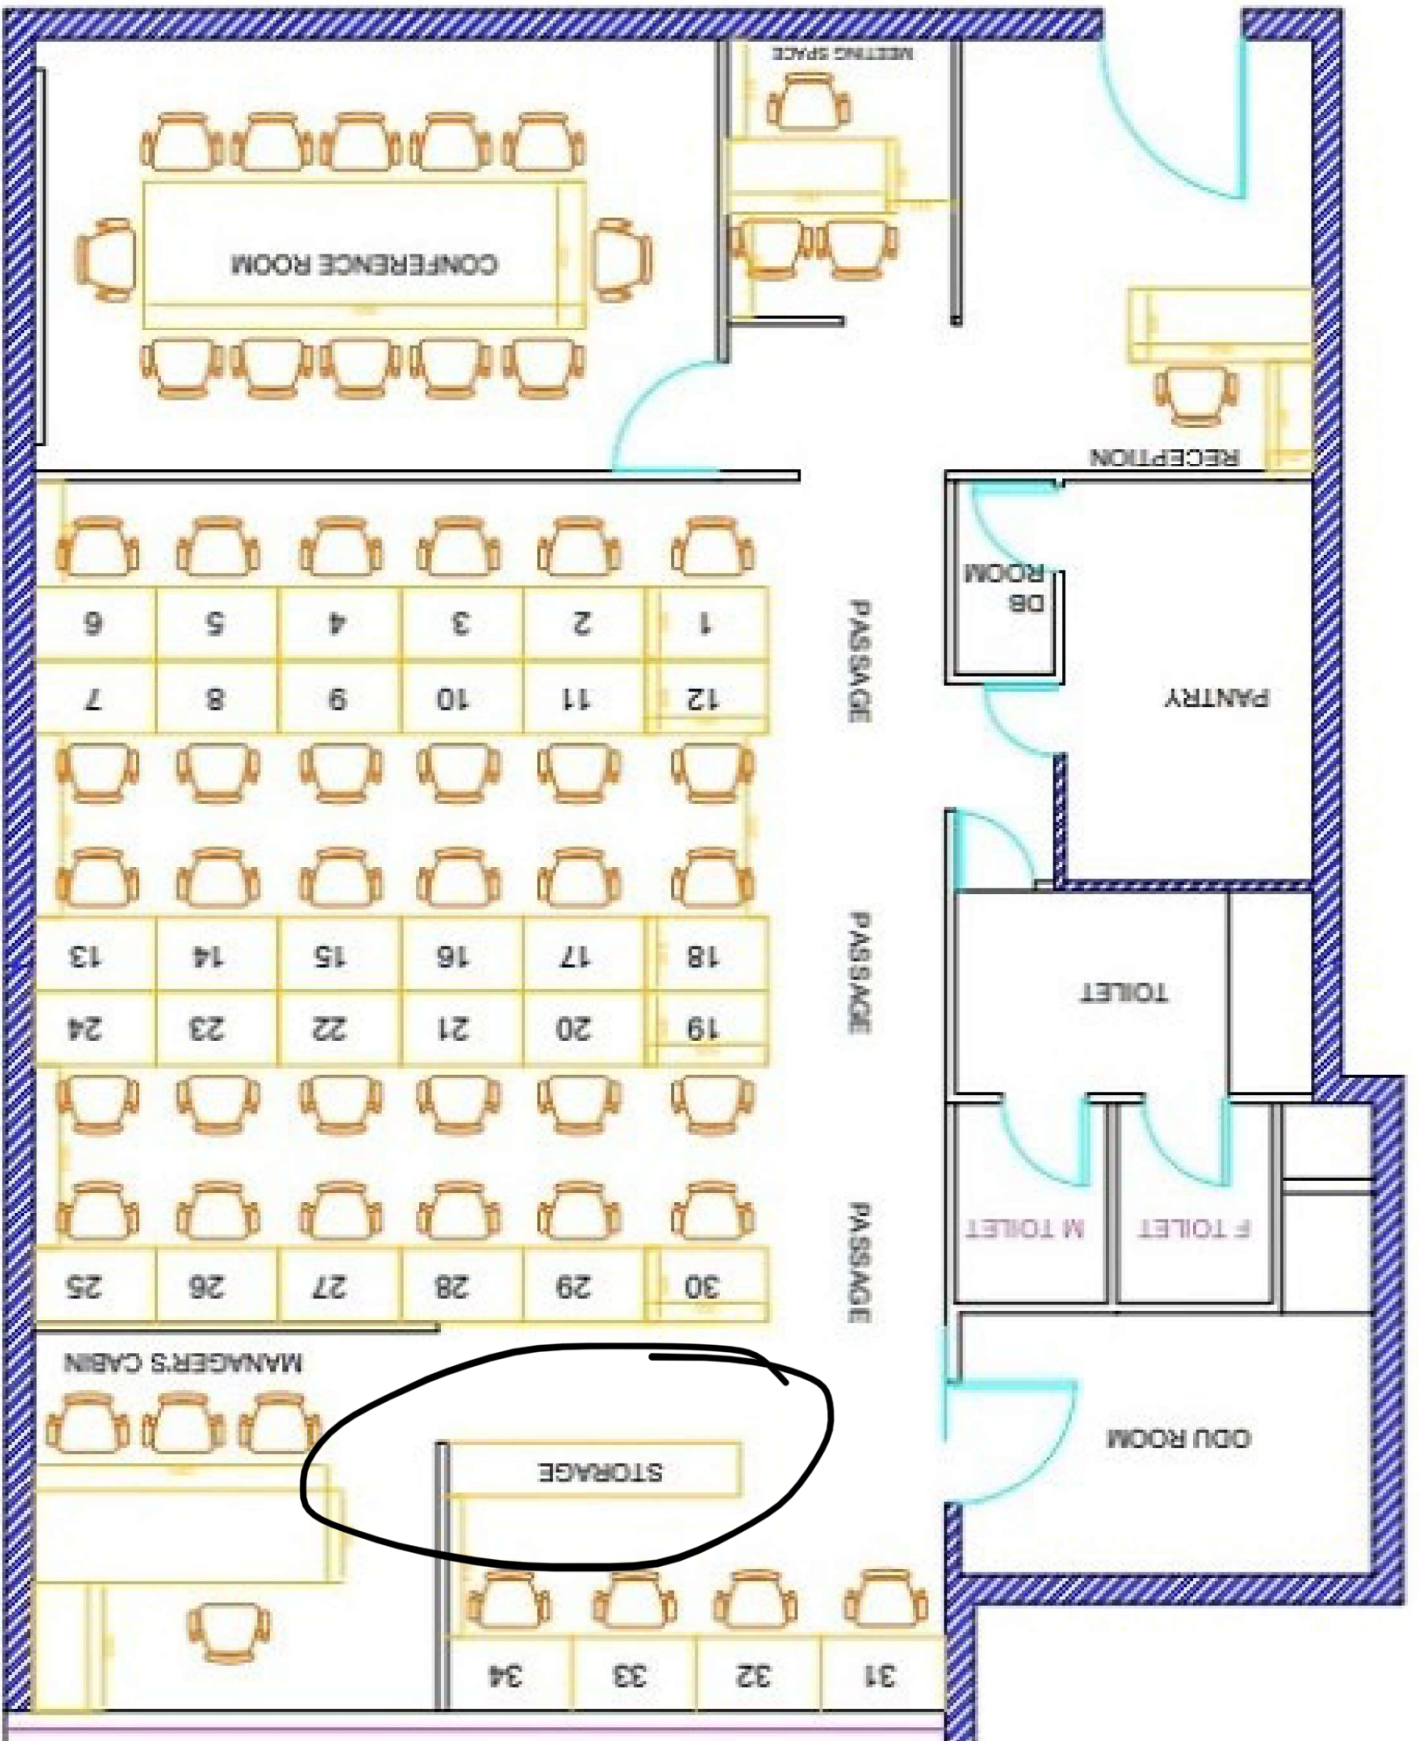 MEETING SPACE
CONFERENCE ROOM
RECEPTION
DB
ROOM
PASSAGE
6 5 4 3 2 1
7 8 9 10 11 12
PANTRY
PASSAGE
13 14 15 16 17 18
24 23 22 21 20 19
TOILET
PASSAGE
M TOILET
F TOILET
25 26 27 28 29 30
MANAGER'S CABIN
STORAGE
ODU ROOM
34 33 32 31